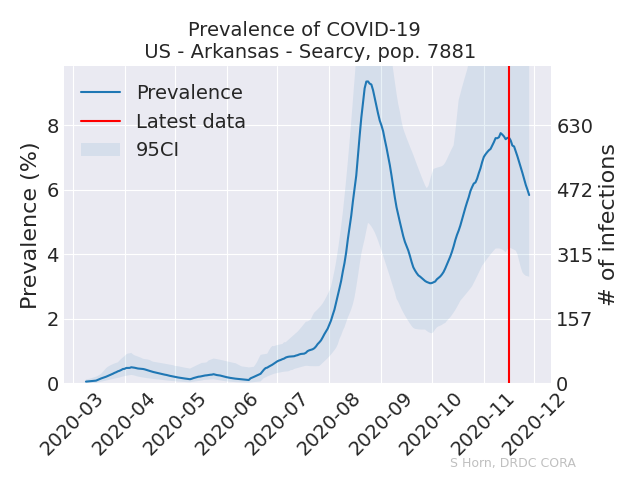 Prevalence of COVID-19
US - Arkansas - Searcy, pop. 7881
Prevalence
Latest data
95CI
Prevalence (%)
8
6
4
2
0
# of infections
630
472
315
157
0
2020-03
2020-04
2020-05
2020-06
2020-07
2020-08
2020-09
2020-10
2020-11
2020-12
S Horn, DRDC CORA